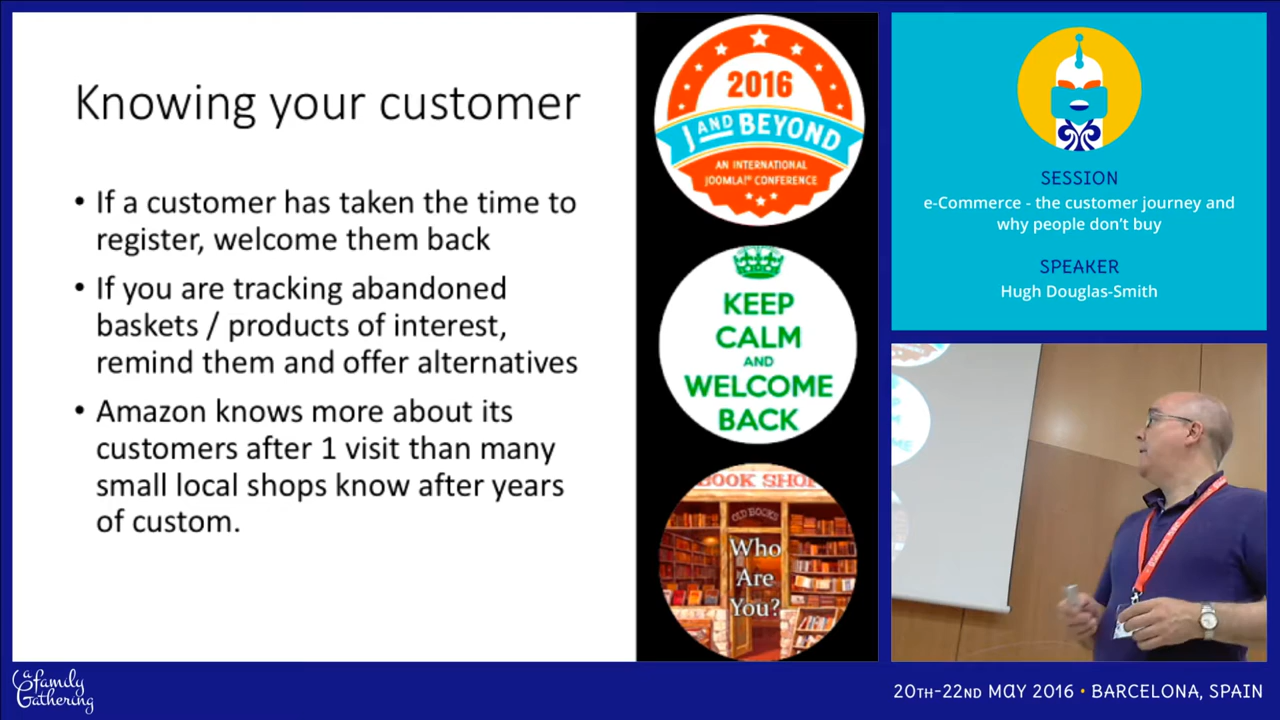 Knowing your customer
• If a customer has taken the time to
register, welcome them back
• If you are tracking abandoned
baskets / products of interest,
remind them and offer alternatives
• Amazon knows more about its
customers after 1 visit than many
small local shops know after years
of custom.
2016
J AND BEYOND
AN INTERNATIONAL
JOOMLA!® CONFERENCE
KEEP
CALM
AND
WELCOME
BACK
BOOK SHOP
OLD BOOKS
Who
Are
You?
SESSION
e-Commerce - the customer journey and
why people don't buy
SPEAKER
Hugh Douglas-Smith
a family
Gathering
20TH-22ND MAY 2016 • BARCELONA, SPAIN